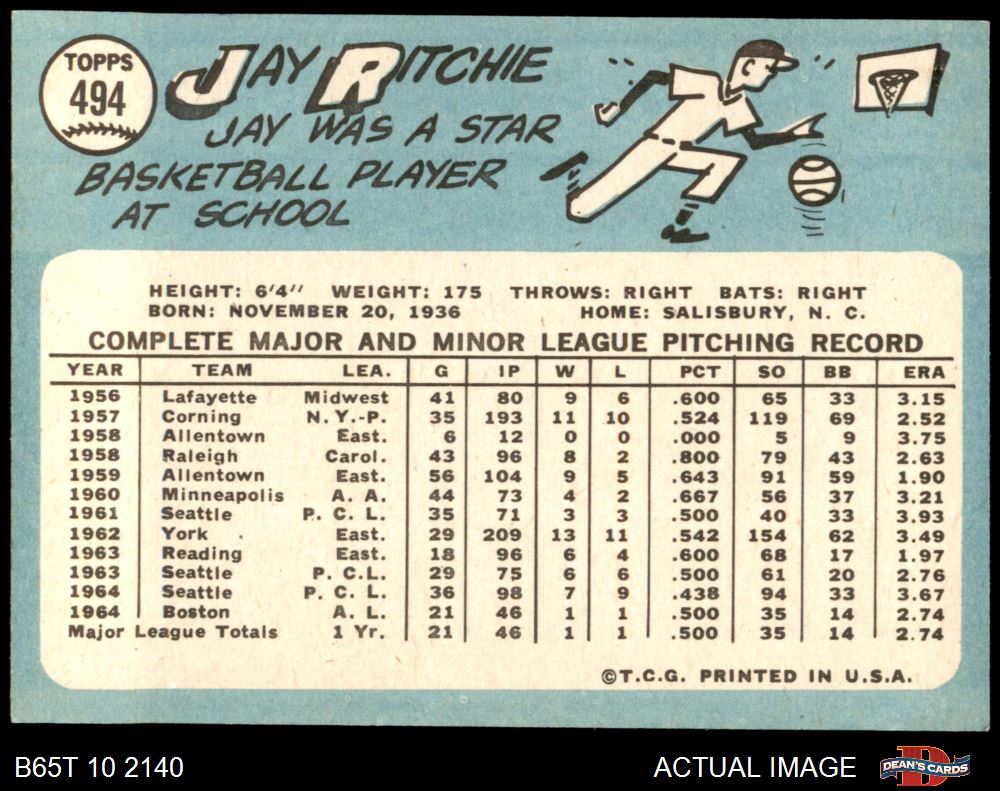 TOPPS
494
JAY RITCHIE
JAY WAS A STAR
BASKETBALL PLAYER
AT SCHOOL
HEIGHT: 6'4" WEIGHT: 175 THROWS: RIGHT BATS: RIGHT
BORN: NOVEMBER 20, 1936 HOME: SALISBURY, N. C.
COMPLETE MAJOR AND MINOR LEAGUE PITCHING RECORD
YEAR TEAM LEA. G IP W L PCT SO BB ERA
1956 Lafayette Midwest 41 80 9 6 .600 65 33 3.15
1957 Corning N.Y.-P. 35 193 11 10 .524 119 69 2.52
1958 Allentown East. 6 12 0 0 .000 5 9 3.75
1958 Raleigh Carol. 43 96 8 2 .800 79 43 2.63
1959 Allentown East. 56 104 9 5 .643 91 59 1.90
1960 Minneapolis A. A. 44 73 4 2 .667 56 37 3.21
1961 Seattle P. C. L. 35 71 3 3 .500 40 33 3.93
1962 York East. 29 209 13 11 .542 154 62 3.49
1963 Reading East. 18 96 6 4 .600 68 17 1.97
1963 Seattle P. C.L. 29 75 6 6 .500 61 20 2.76
1964 Seattle P. C. L. 36 98 7 9 .438 94 33 3.67
1964 Boston A. L. 21 46 1 1 .500 35 14 2.74
Major League Totals 1 Yr. 21 46 1 1 .500 35 14 2.74
©T.C.G. PRINTED IN U.S.A.
B65T 10 2140
ACTUAL IMAGE
D
DEAN'S CARDS